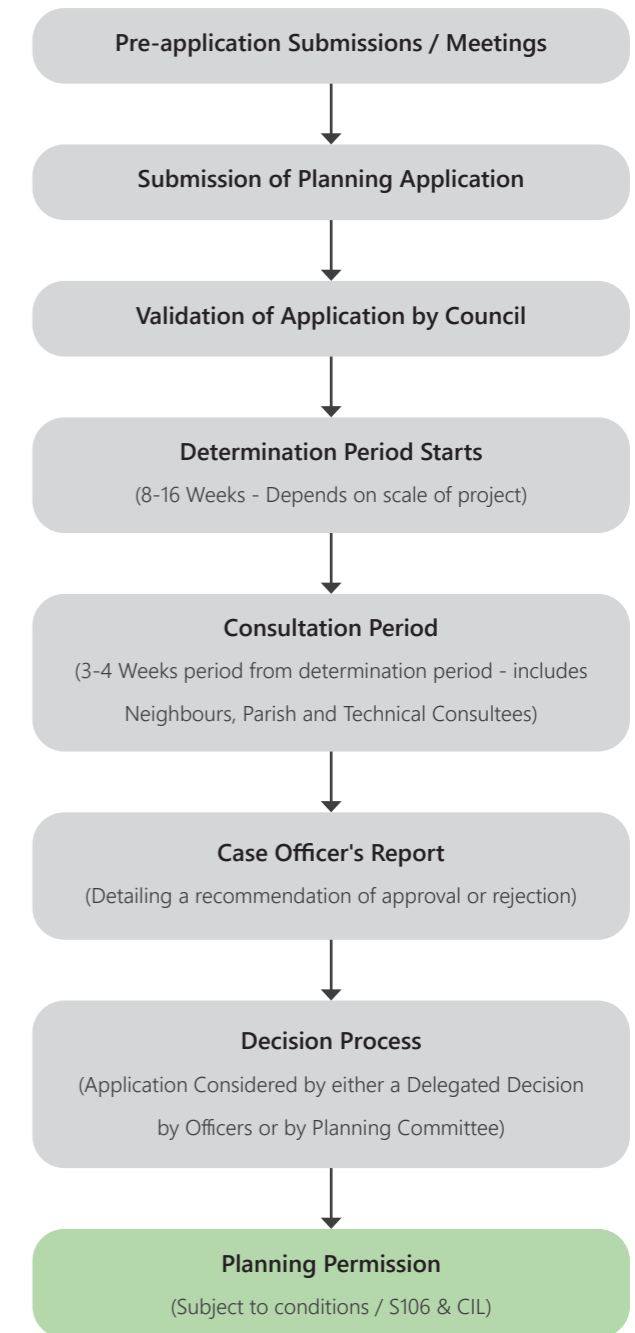 Pre-application Submissions / Meetings
Submission of Planning Application
Validation of Application by Council
Determination Period Starts
(8-16 Weeks - Depends on scale of project)
Consultation Period
(3-4 Weeks period from determination period - includes
Neighbours, Parish and Technical Consultees)
Case Officer's Report
(Detailing a recommendation of approval or rejection)
Decision Process
(Application Considered by either a Delegated Decision
by Officers or by Planning Committee)
Planning Permission
(Subject to conditions / S106 & CIL)